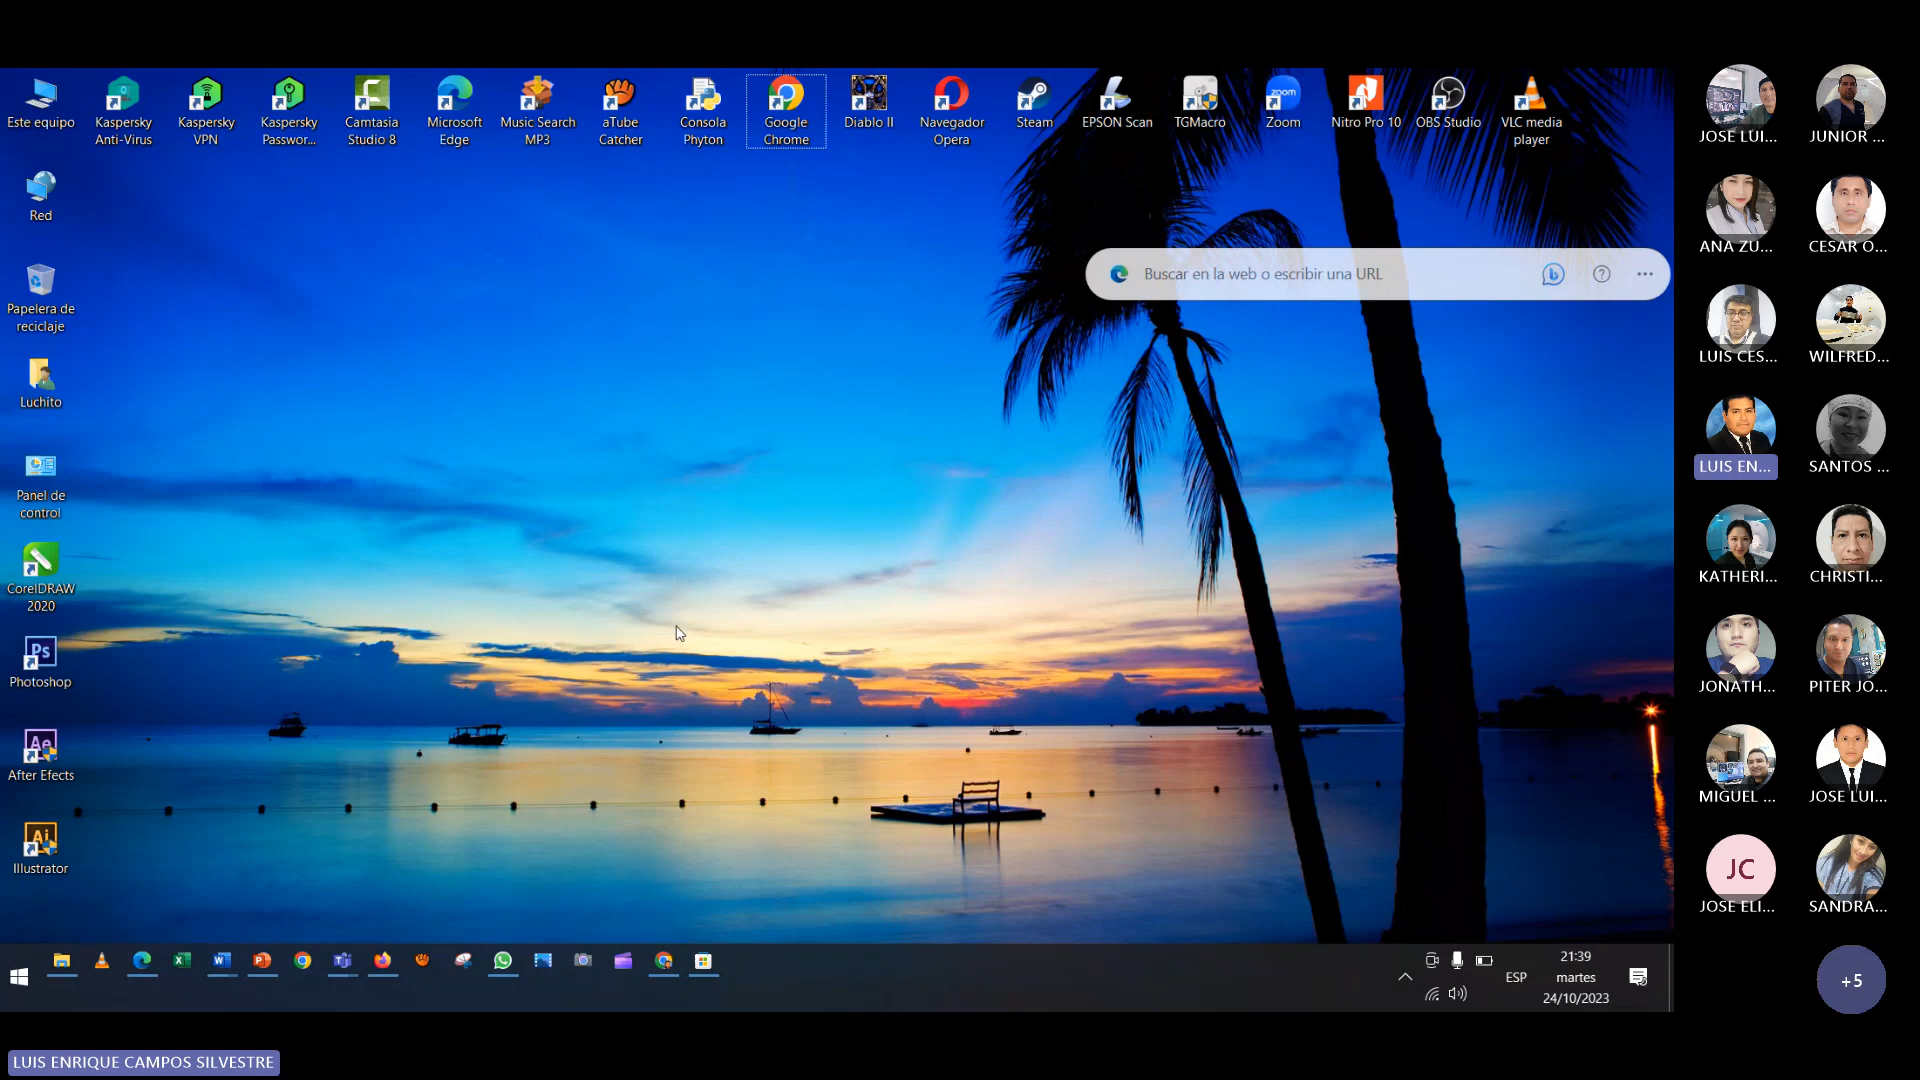 Este equipo
Kaspersky
Anti-Virus
Kaspersky
VPN
Kaspersky
Passwor...
Camtasia
Studio 8
Microsoft
Edge
Music Search
MP3
aTube
Catcher
Consola
Phyton
Google
Chrome
Diablo II
Navegador
Opera
Steam
EPSON Scan
TGMacro
zoom
Zoom
Nitro Pro 10
OBS Studio
VLC media
player
Red
Papelera de
reciclaje
Luchito
Panel de
control
CorelDRAW
2020
Ps
Photoshop
Ae
After Efects
Ai
Illustrator
Buscar en la web o escribir una URL
JOSE LUI...
JUNIOR ...
ANA ZU...
CESAR O...
LUIS CES...
WILFRED...
LUIS EN...
SANTOS ...
KATHERI...
CHRISTI...
JONATH...
PITER JO...
MIGUEL ...
JOSE LUI...
JC
JOSE ELI...
SANDRA...
+5
ESP
21:39
martes
24/10/2023
LUIS ENRIQUE CAMPOS SILVESTRE